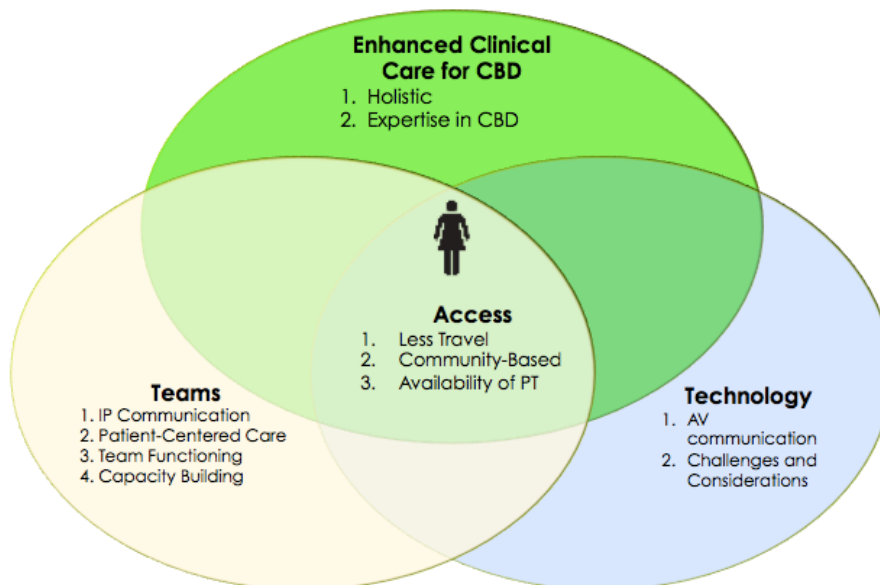 Enhanced Clinical
Care for CBD
1. Holistic
2. Expertise in CBD
Access
1. Less Travel
2. Community-Based
3. Availability of PT
Teams
1. IP Communication
2. Patient-Centered Care
3. Team Functioning
4. Capacity Building
Technology
1. AV
communication
2. Challenges and
Considerations